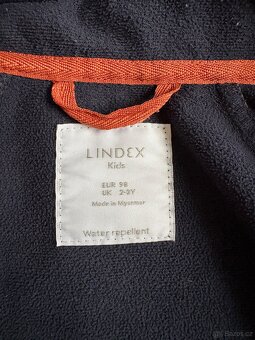 LINDEX
Kids
EUR 98
UK 2-3Y
Made in Myanmar
Water repellent